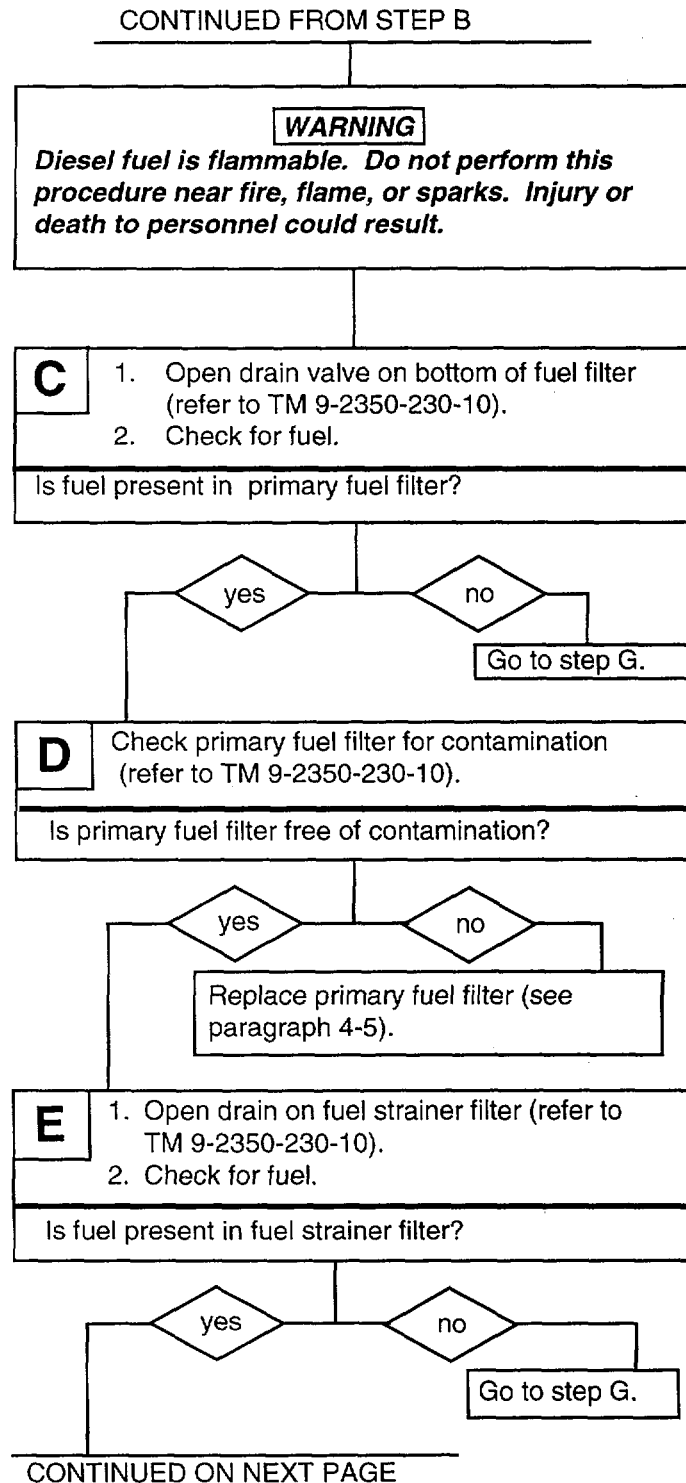 CONTINUED FROM STEP B
WARNING
Diesel fuel is flammable. Do not perform this
procedure near fire, flame, or sparks. Injury or
death to personnel could result.
C
1. Open drain valve on bottom of fuel filter
(refer to TM 9-2350-230-10).
2. Check for fuel.
Is fuel present in primary fuel filter?
yes
no
Go to step G.
D
Check primary fuel filter for contamination
(refer to TM 9-2350-230-10).
Is primary fuel filter free of contamination?
yes
no
Replace primary fuel filter (see
paragraph 4-5).
E
1. Open drain on fuel strainer filter (refer to
TM 9-2350-230-10).
2. Check for fuel.
Is fuel present in fuel strainer filter?
yes
no
Go to step G.
CONTINUED ON NEXT PAGE